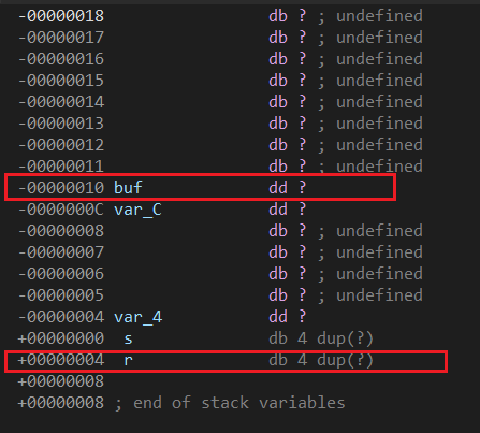 -00000018 db ? ; undefined
-00000017 db ? ; undefined
-00000016 db ? ; undefined
-00000015 db ? ; undefined
-00000014 db ? ; undefined
-00000013 db ? ; undefined
-00000012 db ? ; undefined
-00000011 db ? ; undefined
-00000010 buf dd ?
-0000000C var_C dd ?
-00000008 db ? ; undefined
-00000007 db ? ; undefined
-00000006 db ? ; undefined
-00000005 db ? ; undefined
-00000004 var_4 dd ?
+00000000 s db 4 dup(?)
+00000004 r db 4 dup(?)
+00000008
+00000008 ; end of stack variables